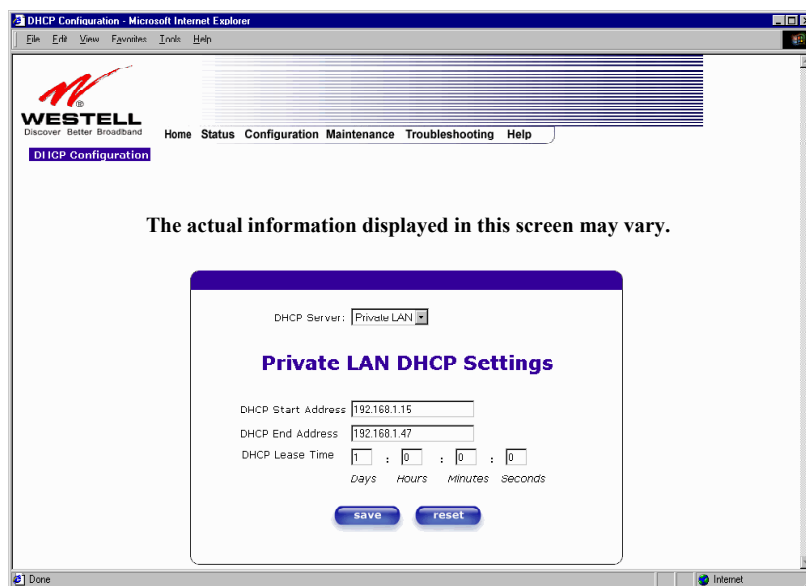 DHCP Configuration - Microsoft Internet Explorer
File Edit View Favorites Tools Help
WESTELL
Discover Better Broadband
Home Status Configuration Maintenance Troubleshooting Help
DHCP Configuration
The actual information displayed in this screen may vary.
DHCP Server: Private LAN
Private LAN DHCP Settings
DHCP Start Address 192.168.1.15
DHCP End Address 192.168.1.47
DHCP Lease Time 1 : 0 : 0 : 0
Days Hours Minutes Seconds
save reset
Done Internet